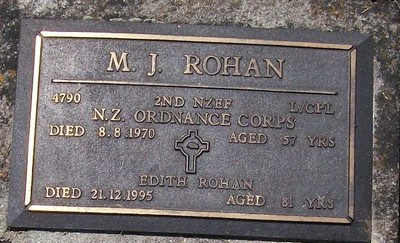 M. J. ROHAN
4790 2ND NZEF L/CPL
N.Z. ORDNANCE CORPS
DIED 8.8.1970 AGED 57 YRS
EDITH ROHAN
DIED 21.12.1995 AGED 81 YRS